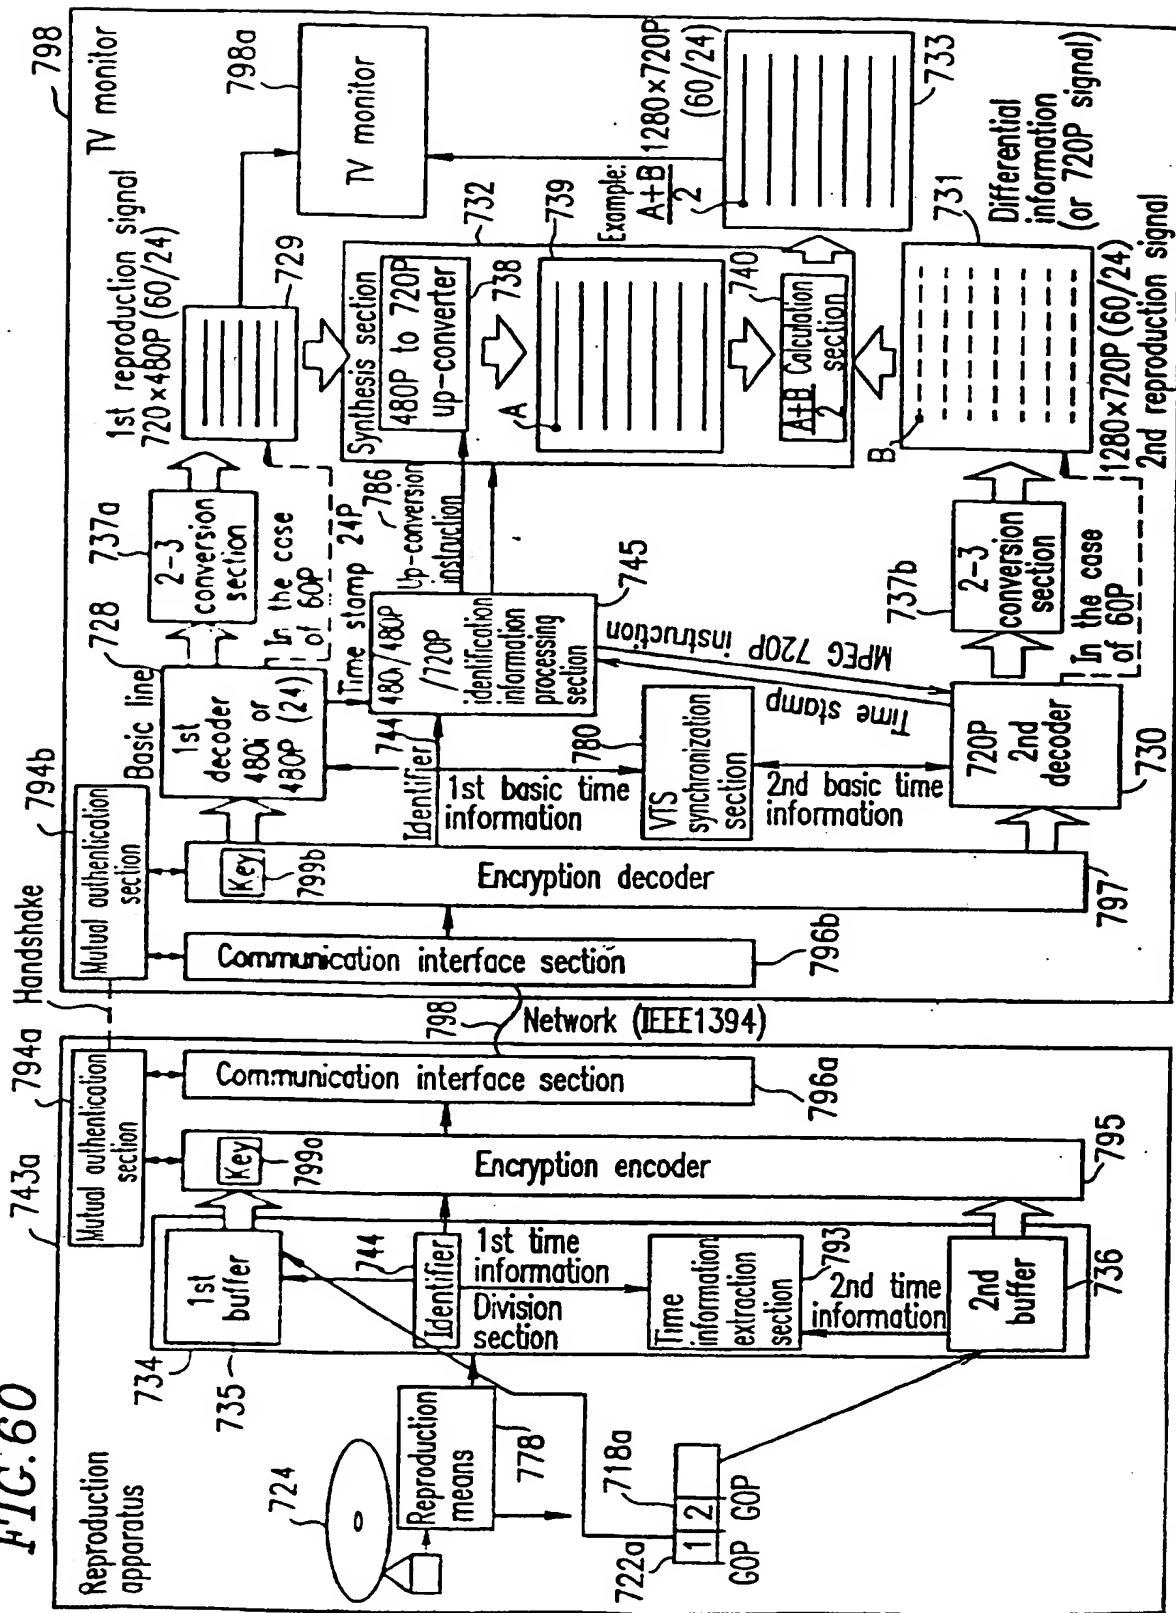 FIG. 60
Reproduction
apparatus
743a
794a
Handshake
794b
798
TV monitor
Mutual authentication
section
Mutual authentication
section
734
735
1st
buffer
Key
799a
Communication interface section
798
Network (IEEE1394)
Communication interface section
Key
799b
Basic line
728
1st
decoder
480i or
480P (24)
737a
2-3
conversion
section
In the case
of 60P
1st reproduction signal
720×480P (60/24)
729
798a
TV monitor
724
Reproduction
means
778
744
Identifier
1st time
information
Division
section
Encryption encoder
796a
795
796b
Encryption decoder
797
744
Identifier
Time stamp 24P
480i/480P
/720P
identification
information
processing
section
745
786
Up-conversion
instruction
Synthesis section
732
480P to 720P
up-converter
738
739
A
Example:
A+B
2
1280×720P
(60/24)
733
722a
1
2
718a
GOP
GOP
Time
information
extraction
section
793
2nd time
information
2nd
buffer
736
1st basic time
information
780
VTS
synchronization
section
2nd basic time
information
Time stamp
MPEG 720P instruction
720P
2nd
decoder
730
737b
2-3
conversion
section
In the case
of 60P
740
A+B
2
Calculation
section
B
731
Differential
information
(or 720P signal)
1280×720P (60/24)
2nd reproduction signal